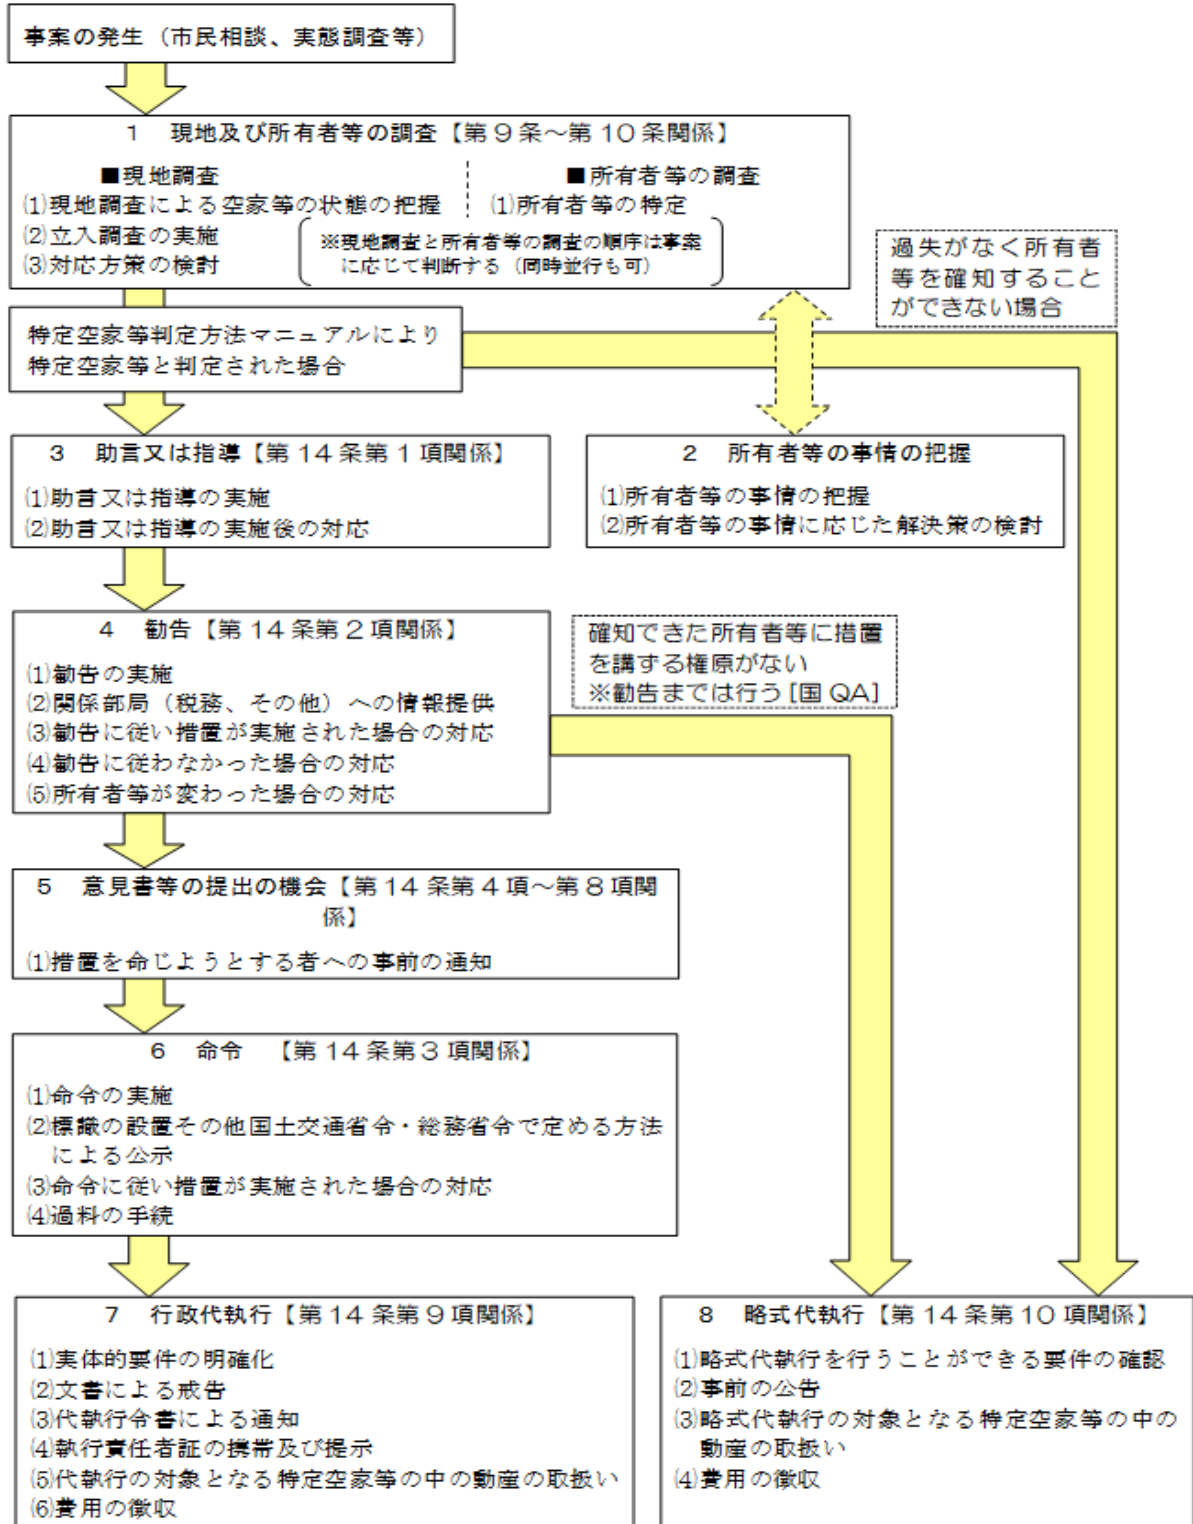 事案の発生（市民相談、実態調査等）
1　現地及び所有者等の調査【第9条～第10条関係】
■現地調査
⑴現地調査による空家等の状態の把握
⑵立入調査の実施
⑶対応方策の検討
■所有者等の調査
⑴所有者等の特定
※現地調査と所有者等の調査の順序は事案
に応じて判断する（同時並行も可）
過失がなく所有者
等を確知すること
ができない場合
特定空家等判定方法マニュアルにより
特定空家等と判定された場合
3　助言又は指導【第14条第1項関係】
⑴助言又は指導の実施
⑵助言又は指導の実施後の対応
2　所有者等の事情の把握
⑴所有者等の事情の把握
⑵所有者等の事情に応じた解決策の検討
4　勧告【第14条第2項関係】
⑴勧告の実施
⑵関係部局（税務、その他）への情報提供
⑶勧告に従い措置が実施された場合の対応
⑷勧告に従わなかった場合の対応
⑸所有者等が変わった場合の対応
確知できた所有者等に措置
を講ずる権原がない
※勧告までは行う[国QA]
5　意見書等の提出の機会【第14条第4項～第8項関
係】
⑴措置を命じようとする者への事前の通知
6　命令　【第14条第3項関係】
⑴命令の実施
⑵標識の設置その他国土交通省令・総務省令で定める方法
による公示
⑶命令に従い措置が実施された場合の対応
⑷過料の手続
7　行政代執行【第14条第9項関係】
⑴実体的要件の明確化
⑵文書による戒告
⑶代執行令書による通知
⑷執行責任者証の携帯及び提示
⑸代執行の対象となる特定空家等の中の動産の取扱い
⑹費用の徴収
8　略式代執行【第14条第10項関係】
⑴略式代執行を行うことができる要件の確認
⑵事前の公告
⑶略式代執行の対象となる特定空家等の中の
動産の取扱い
⑷費用の徴収